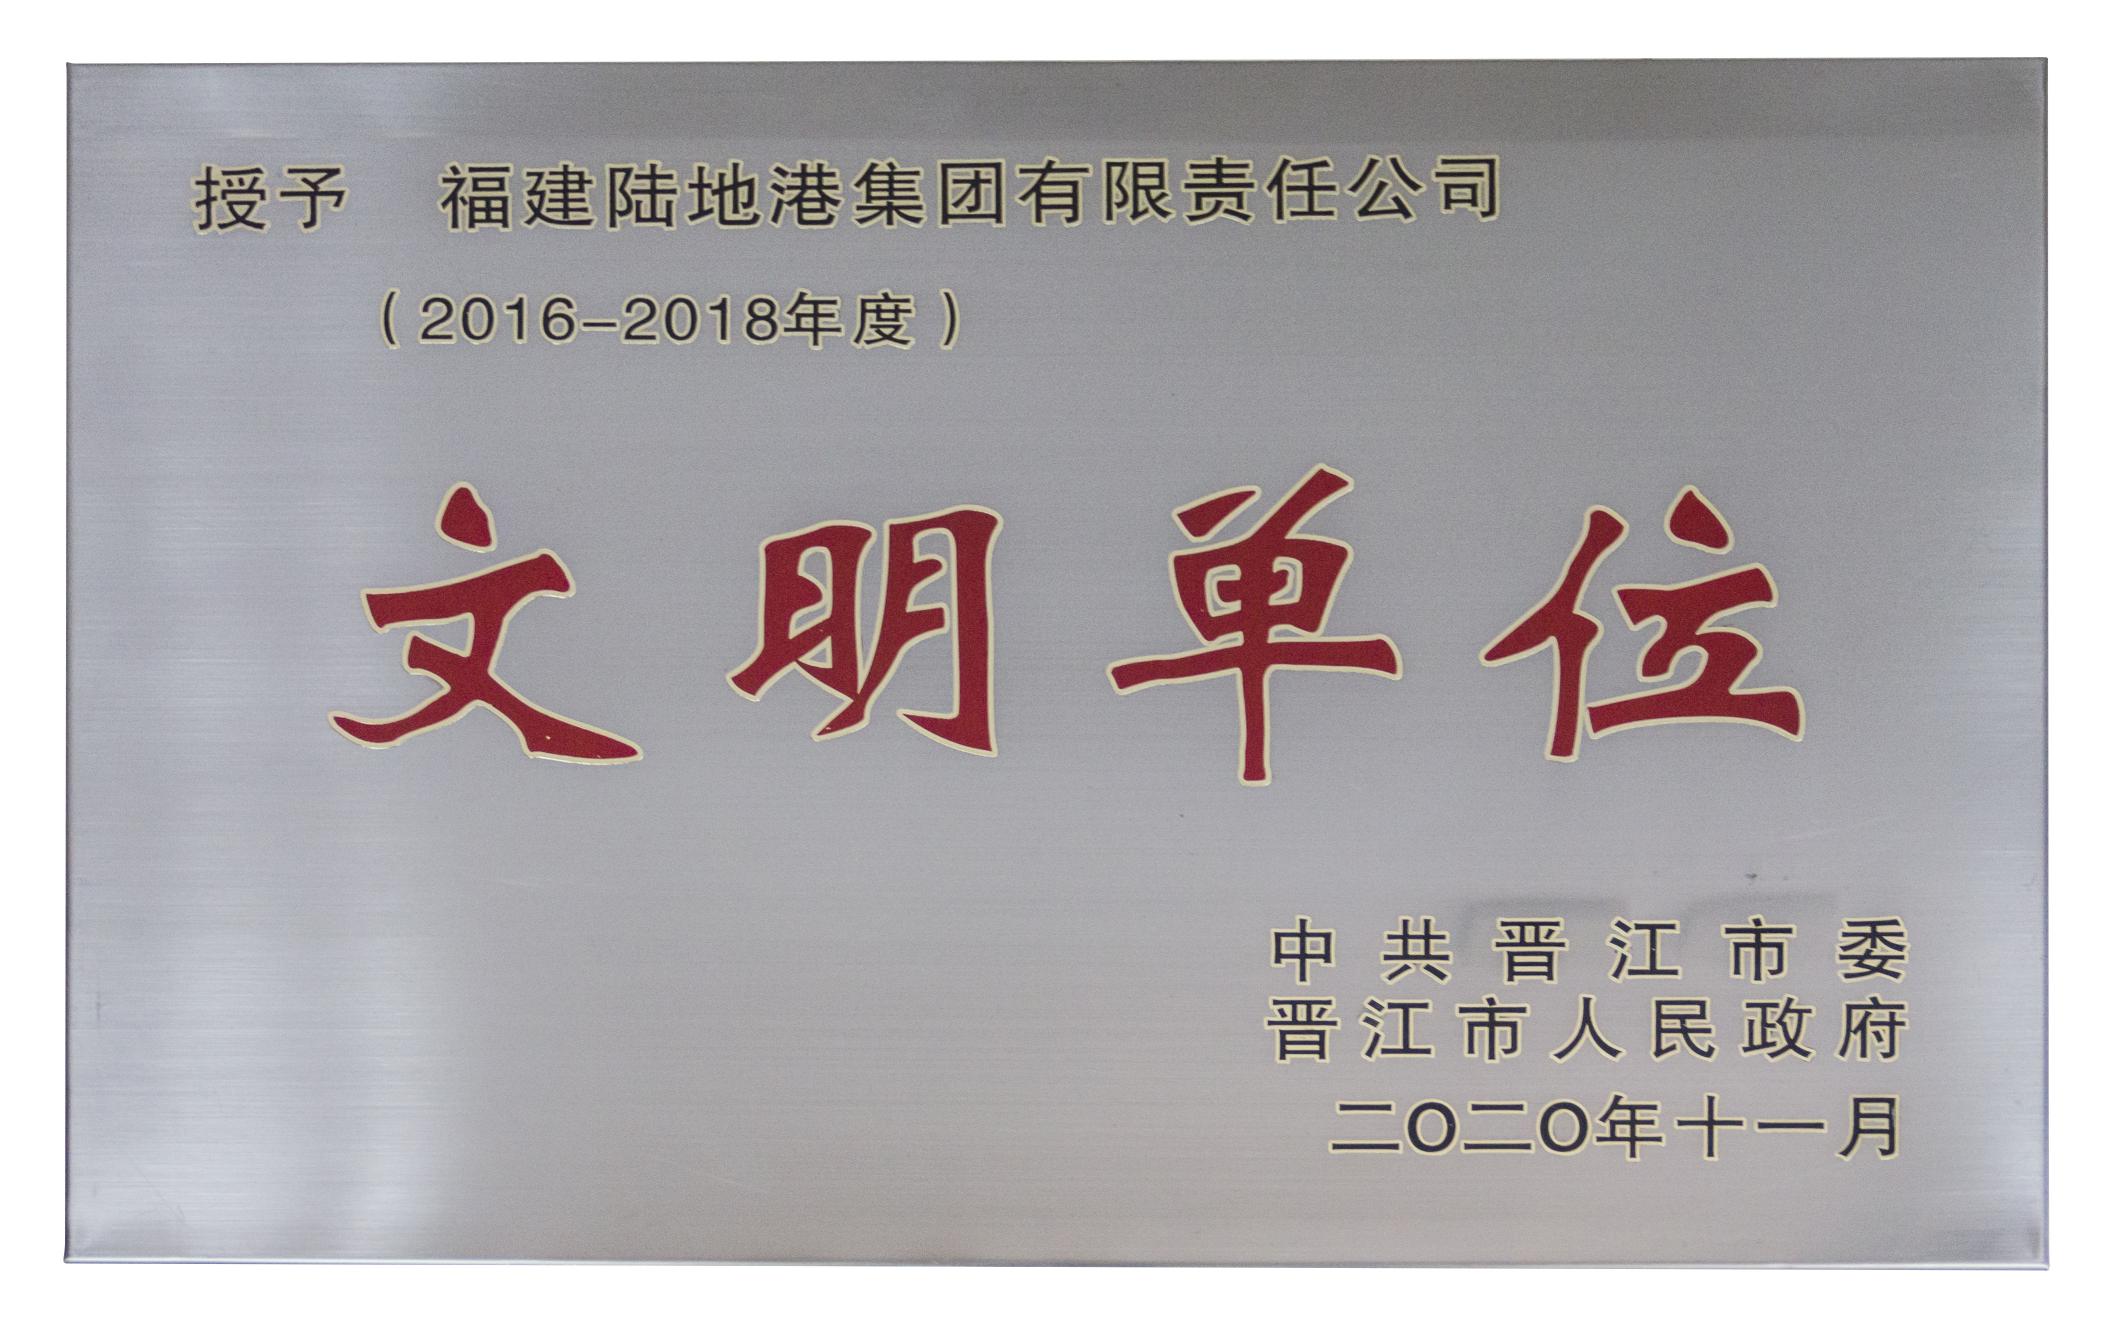 授予 福建陆地港集团有限责任公司
（2016-2018年度）
文明单位
中共晋江市委
晋江市人民政府
二〇二〇年十一月